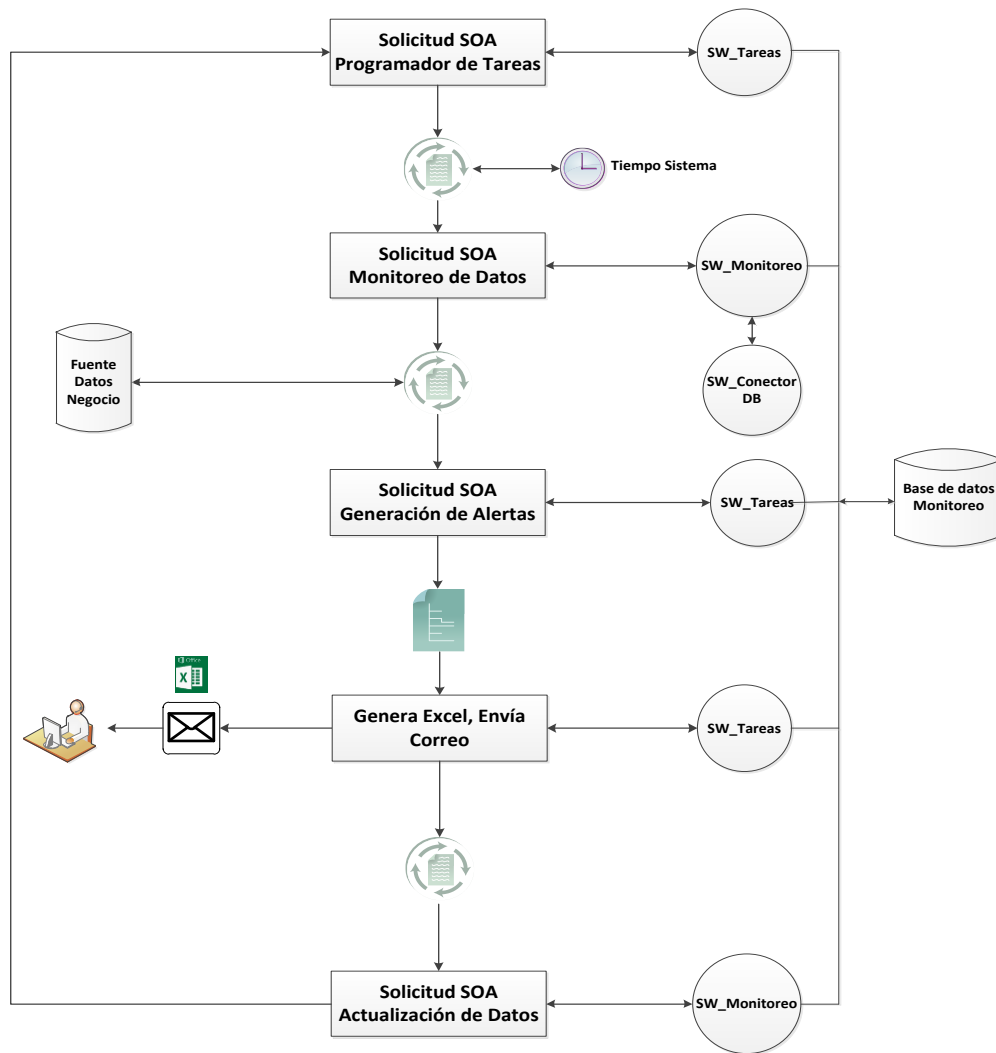 Solicitud SOA
Programador de Tareas
SW_Tareas
Tiempo Sistema
Solicitud SOA
Monitoreo de Datos
SW_Monitoreo
Fuente
Datos
Negocio
SW_Conector
DB
Solicitud SOA
Generación de Alertas
SW_Tareas
Base de datos
Monitoreo
Office
X
Genera Excel, Envía
Correo
SW_Tareas
Solicitud SOA
Actualización de Datos
SW_Monitoreo